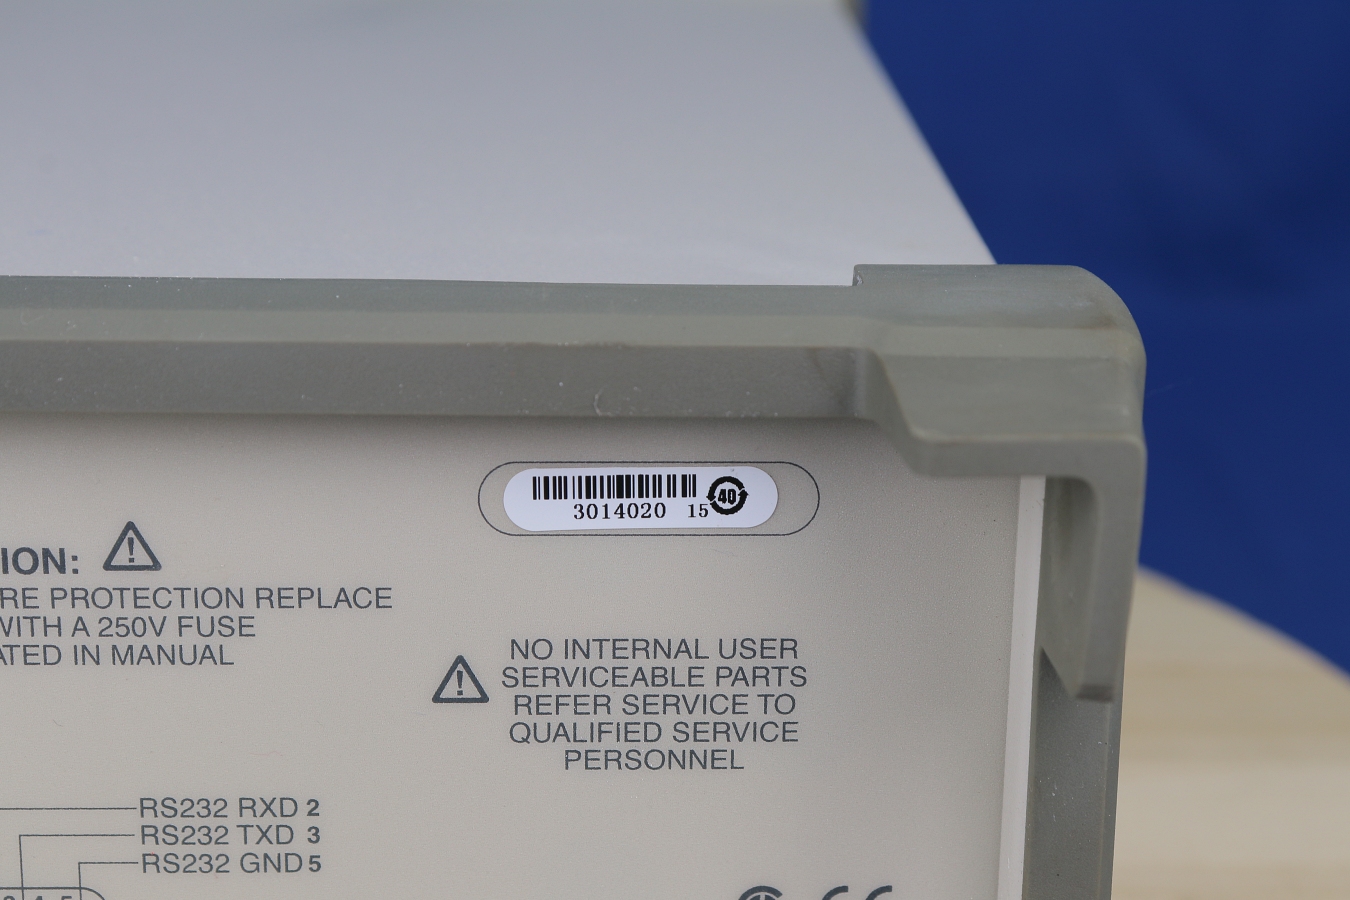 3014020 15 40
ION:
RE PROTECTION REPLACE
WITH A 250V FUSE
ATED IN MANUAL
NO INTERNAL USER
SERVICEABLE PARTS
REFER SERVICE TO
QUALIFIED SERVICE
PERSONNEL
RS232 RXD 2
RS232 TXD 3
RS232 GND 5